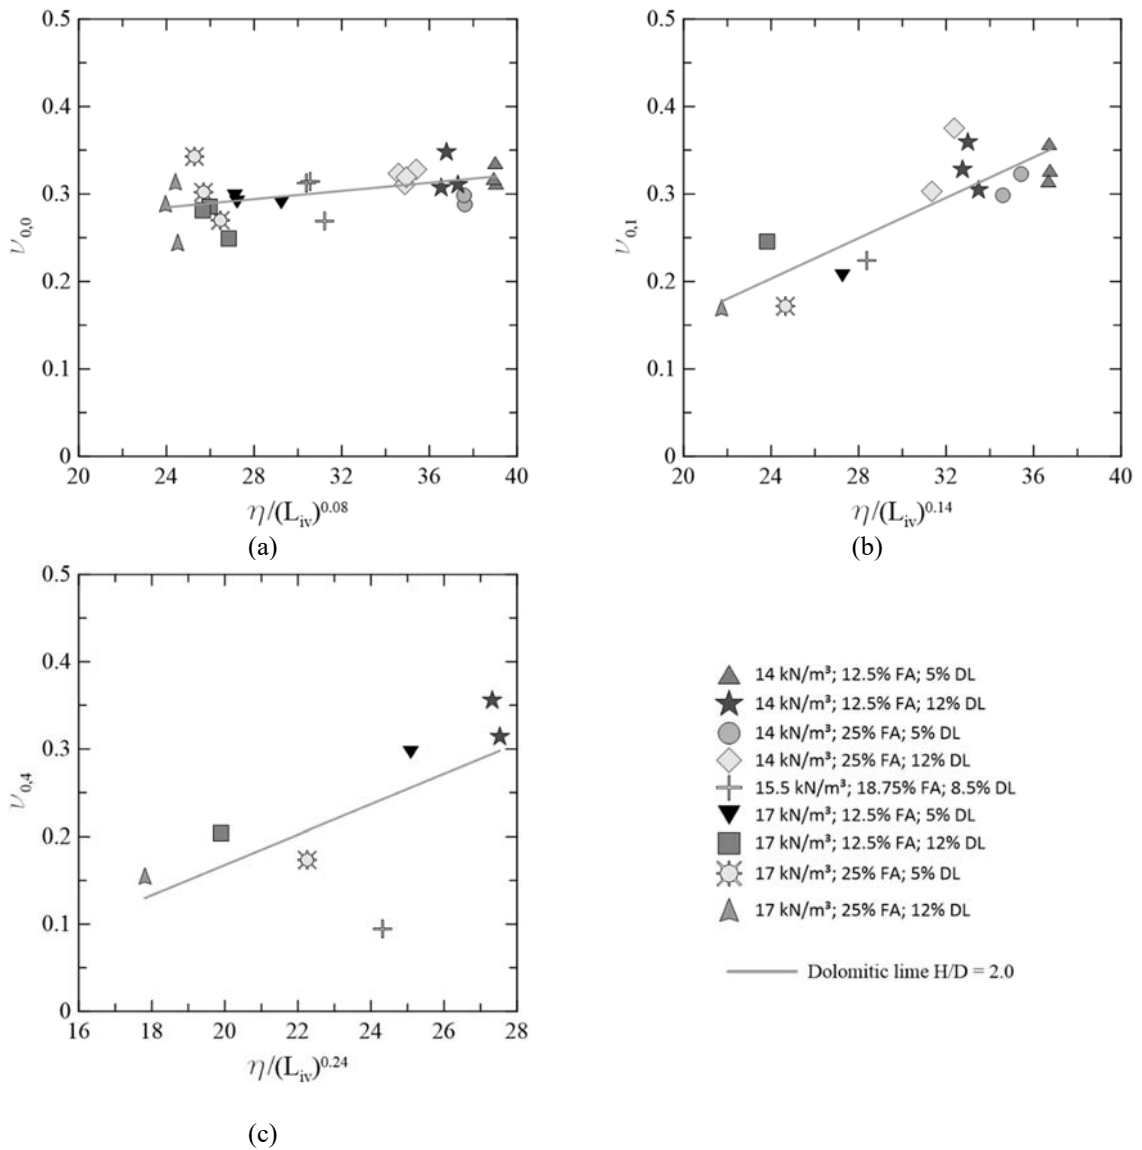 0.5
0.4
0.3
0.2
0.1
0
ν0,0
20 24 28 32 36 40
η/(Liv)0.08
(a)
0.5
0.4
0.3
0.2
0.1
0
ν0,1
20 24 28 32 36 40
η/(Liv)0.14
(b)
0.5
0.4
0.3
0.2
0.1
0
ν0,4
16 18 20 22 24 26 28
η/(Liv)0.24
(c)
14 kN/m³; 12.5% FA; 5% DL
14 kN/m³; 12.5% FA; 12% DL
14 kN/m³; 25% FA; 5% DL
14 kN/m³; 25% FA; 12% DL
15.5 kN/m³; 18.75% FA; 8.5% DL
17 kN/m³; 12.5% FA; 5% DL
17 kN/m³; 12.5% FA; 12% DL
17 kN/m³; 25% FA; 5% DL
17 kN/m³; 25% FA; 12% DL
Dolomitic lime H/D = 2.0